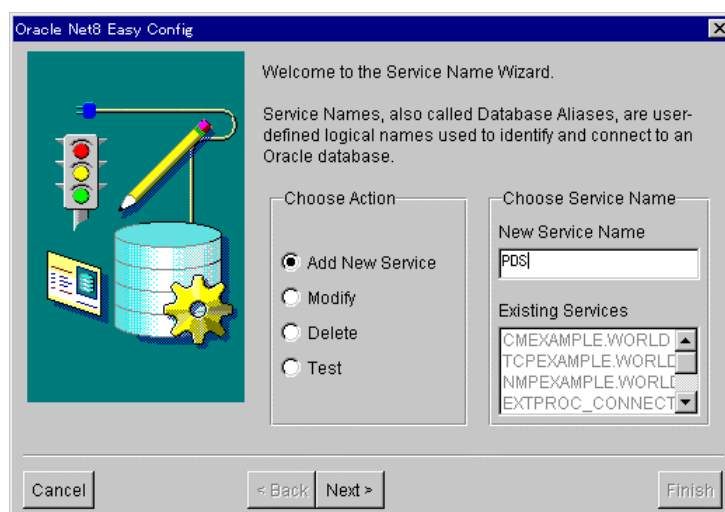 Oracle Net8 Easy Config
Welcome to the Service Name Wizard.
Service Names, also called Database Aliases, are user-
defined logical names used to identify and connect to an
Oracle database.
Choose Action
Add New Service
Modify
Delete
Test
Choose Service Name
New Service Name
PDS
Existing Services
CMEXAMPLE.WORLD
TCPEXAMPLE.WORLD
NMPEXAMPLE.WORLD
EXTPROC_CONNECT
Cancel
< Back
Next >
Finish